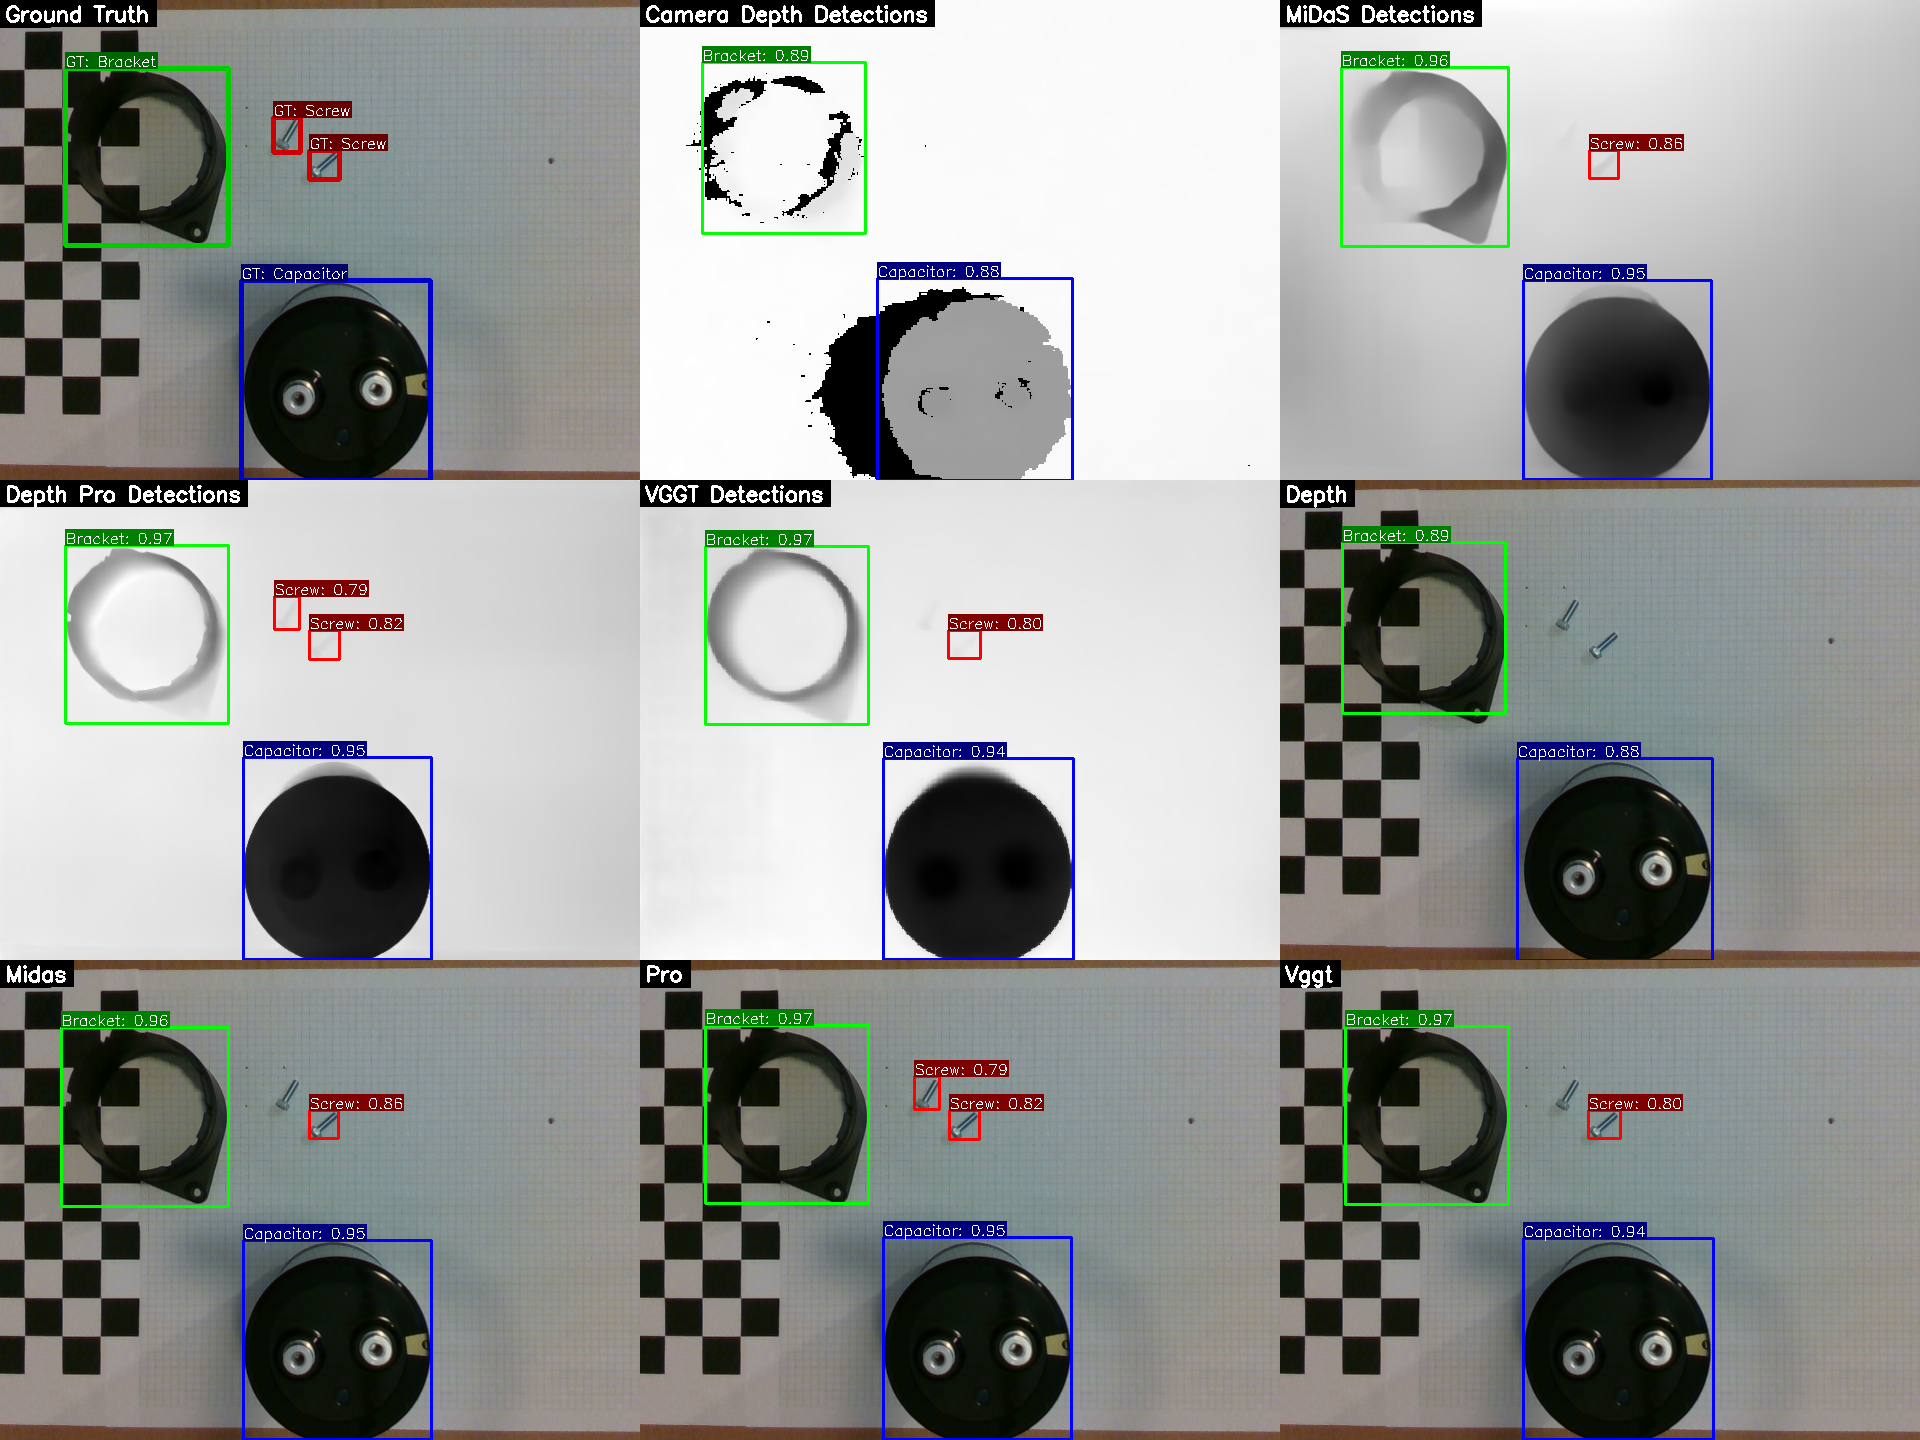 Ground Truth
GT: Bracket
GT: Screw
GT: Screw
GT: Capacitor
Camera Depth Detections
Bracket: 0.89
Capacitor: 0.88
MiDaS Detections
Bracket: 0.96
Screw: 0.86
Capacitor: 0.95
Depth Pro Detections
Bracket: 0.97
Screw: 0.79
Screw: 0.82
Capacitor: 0.95
VGGT Detections
Bracket: 0.97
Screw: 0.80
Capacitor: 0.94
Depth
Bracket: 0.89
Capacitor: 0.88
Midas
Bracket: 0.96
Screw: 0.86
Capacitor: 0.95
Pro
Bracket: 0.97
Screw: 0.79
Screw: 0.82
Capacitor: 0.95
Vggt
Bracket: 0.97
Screw: 0.80
Capacitor: 0.94